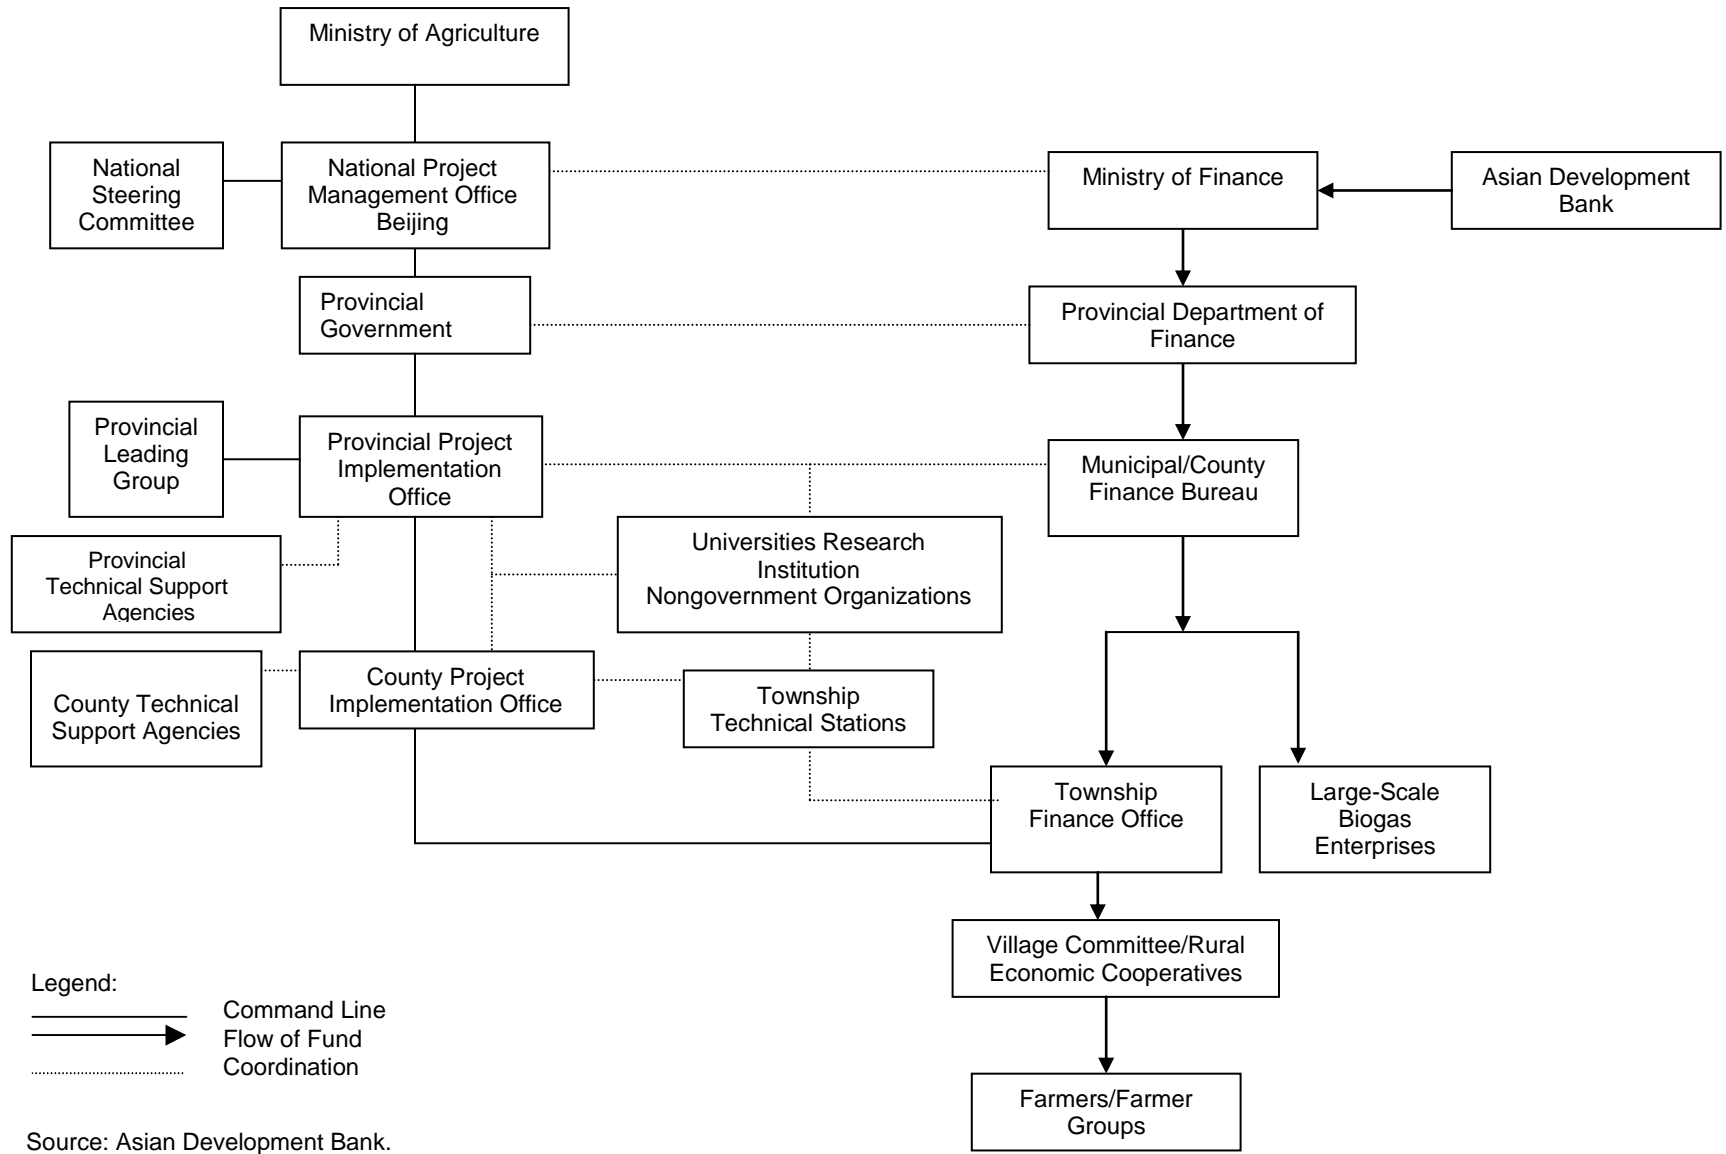 Ministry of Agriculture
National
Steering
Committee
National Project
Management Office
Beijing
Ministry of Finance
Asian Development
Bank
Provincial
Government
Provincial Department of
Finance
Provincial
Leading
Group
Provincial Project
Implementation
Office
Municipal/County
Finance Bureau
Provincial
Technical Support
Agencies
Universities Research
Institution
Nongovernment Organizations
County Technical
Support Agencies
County Project
Implementation Office
Township
Technical Stations
Township
Finance Office
Large-Scale
Biogas
Enterprises
Village Committee/Rural
Economic Cooperatives
Farmers/Farmer
Groups
Legend:
Command Line
Flow of Fund
Coordination
Source: Asian Development Bank.